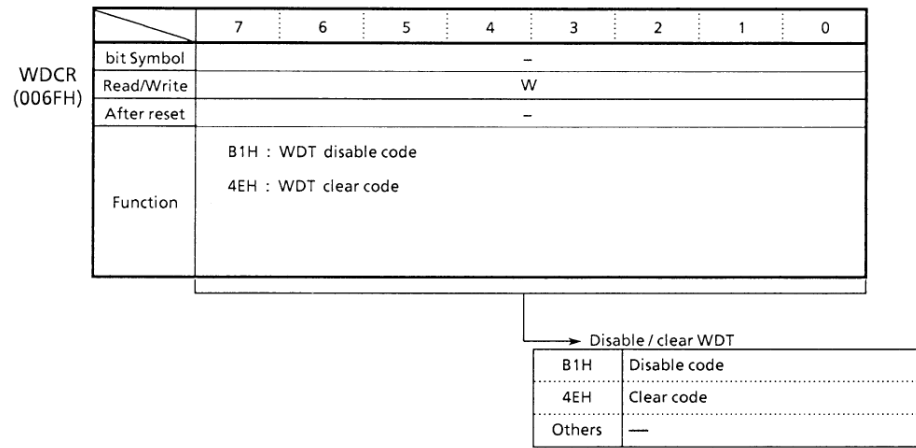 7 6 5 4 3 2 1 0
WDCR
(006FH)
bit Symbol –
Read/Write W
After reset –
Function
B1H : WDT disable code
4EH : WDT clear code
Disable / clear WDT
B1H Disable code
4EH Clear code
Others —